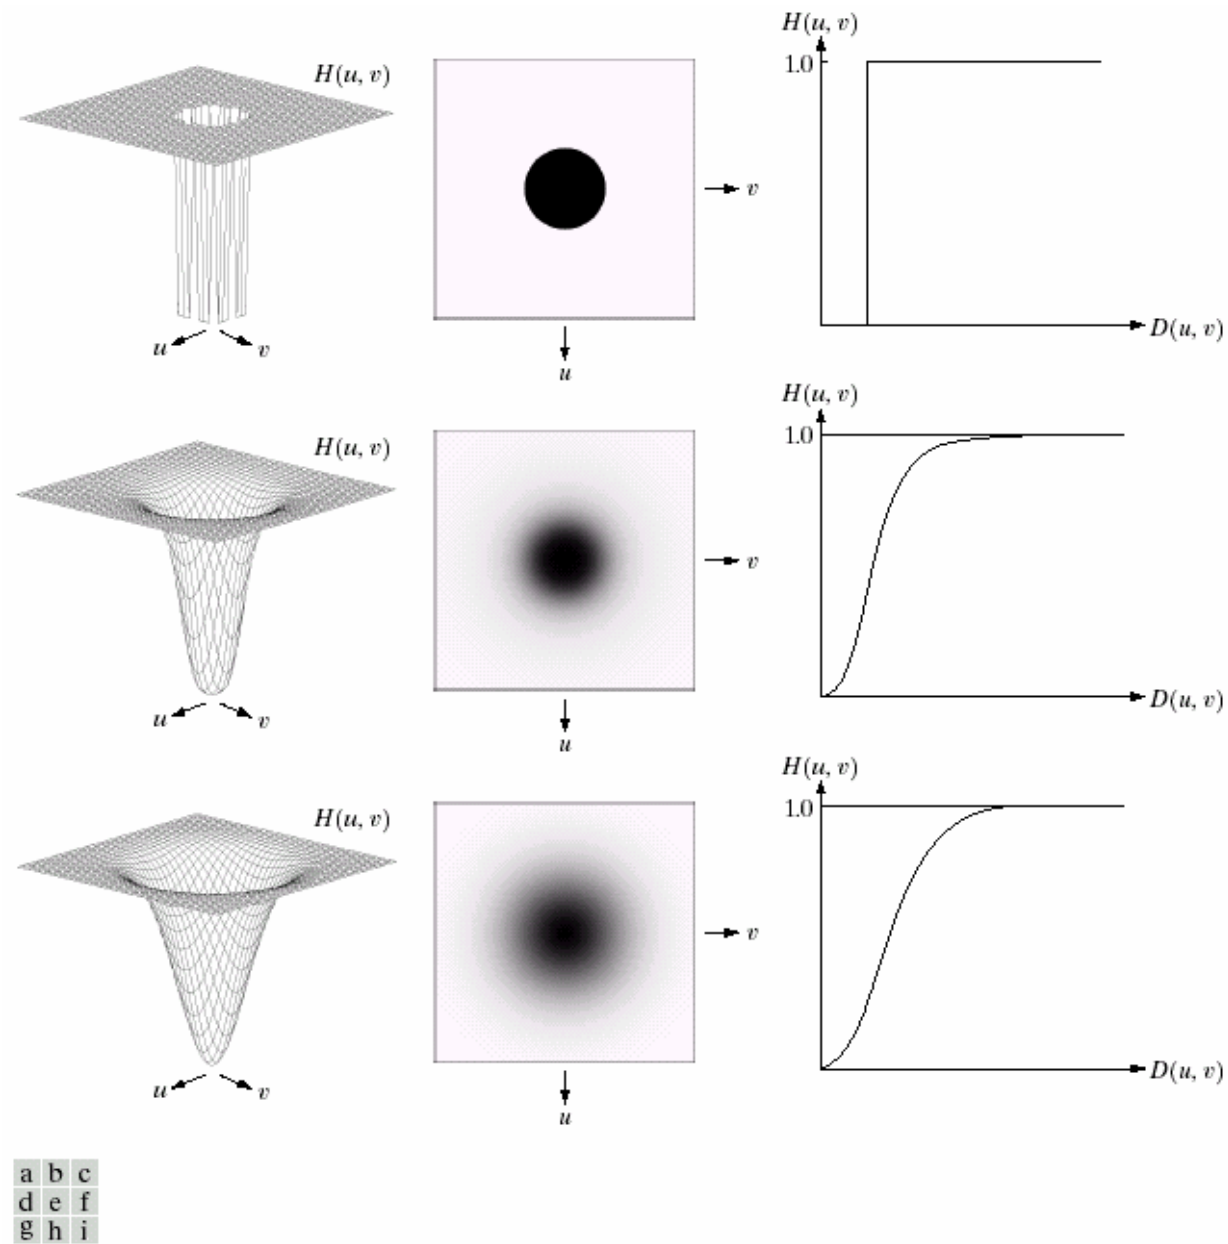 H(u, v)
H(u, v)
1.0
v
D(u, v)
u
v
u
H(u, v)
H(u, v)
1.0
v
D(u, v)
u
v
u
H(u, v)
H(u, v)
1.0
v
D(u, v)
u
v
u
a b c
d e f
g h i